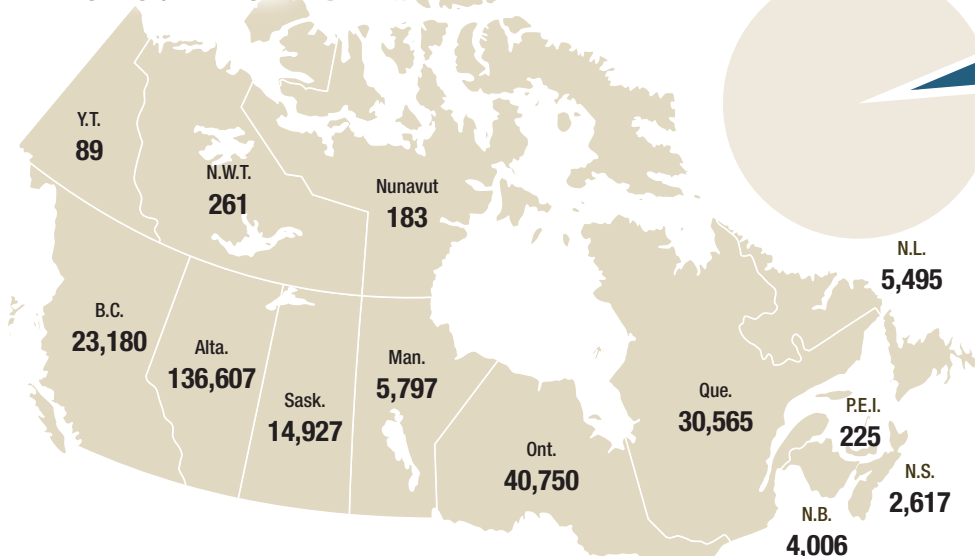 Y.T.
89
N.W.T.
261
Nunavut
183
N.L.
5,495
B.C.
23,180
Alta.
136,607
Sask.
14,927
Man.
5,797
Ont.
40,750
Que.
30,565
P.E.I.
225
N.S.
2,617
N.B.
4,006